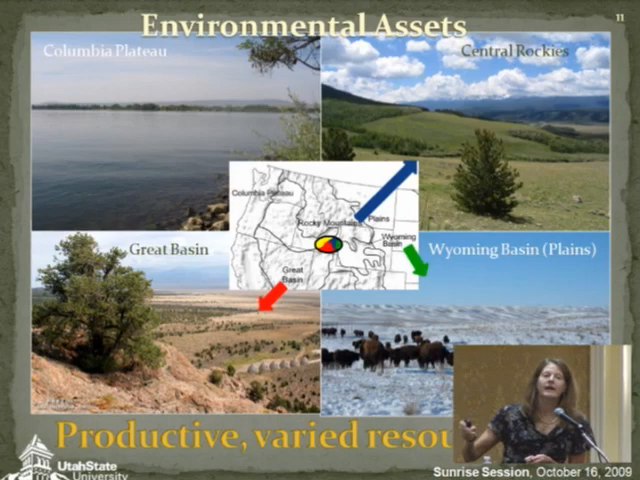 Environmental Assets
11
Columbia Plateau
Central Rockies
Columbia Plateau
Rocky Mountains
Plains
Wyoming
Basin
Great
Basin
Great Basin
Wyoming Basin (Plains)
Productive, varied resou
UtahState
University
Sunrise Session, October 16, 2009